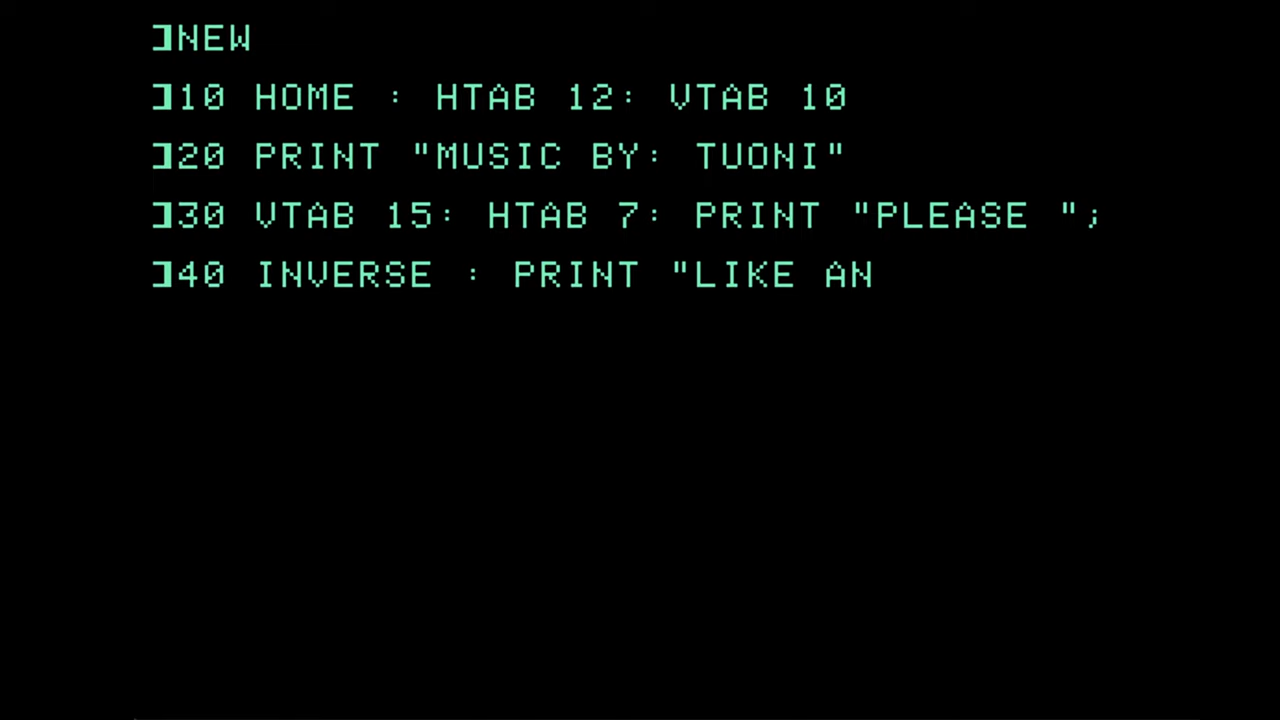 ]NEW
]10 HOME : HTAB 12: VTAB 10
]20 PRINT "MUSIC BY: TUONI"
]30 VTAB 15: HTAB 7: PRINT "PLEASE ";
]40 INVERSE : PRINT "LIKE AN